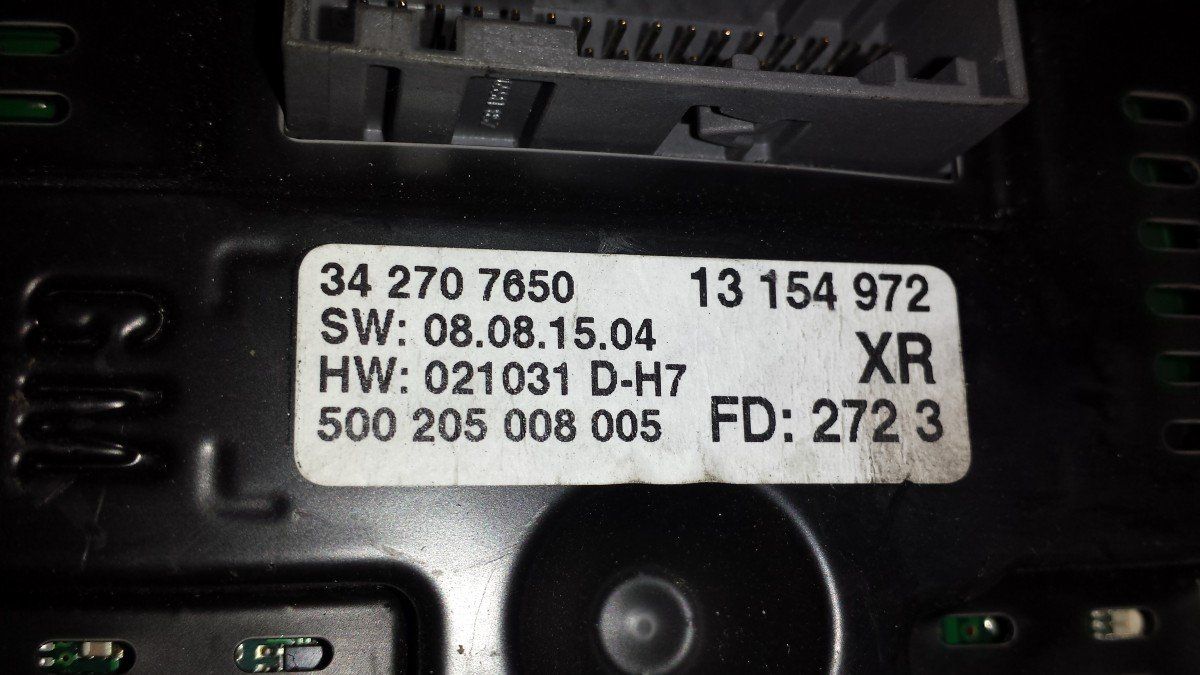 34 270 7650 13 154 972
SW: 08.08.15.04
XR
HW: 021031 D-H7
500 205 008 005 FD: 272 3
GM